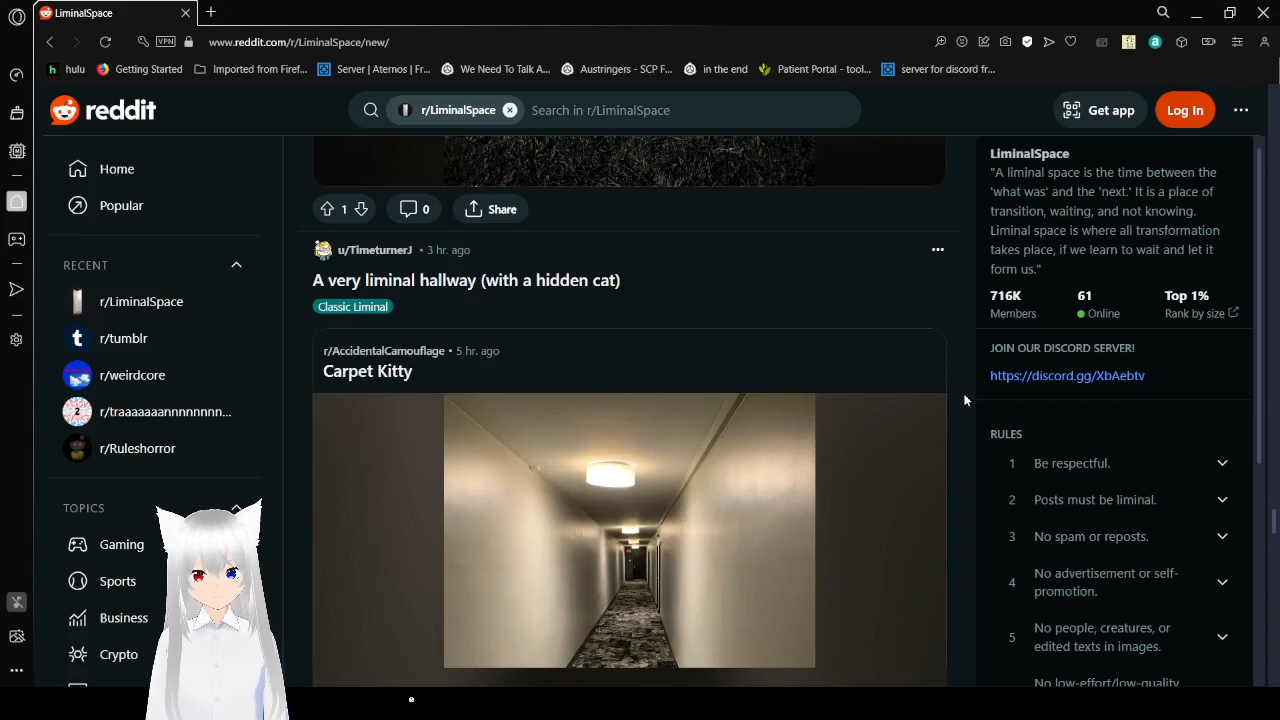 LiminalSpace
www.reddit.com/r/LiminalSpace/new/
VPN
hulu
Getting Started
Imported from Firef...
Server | Aternos | Fr...
We Need To Talk A...
Austringers - SCP F...
in the end
Patient Portal - tool...
server for discord fr...
reddit
r/LiminalSpace
Search in r/LiminalSpace
Get app
Log In
Home
Popular
RECENT
r/LiminalSpace
r/tumblr
r/weirdcore
r/traaaaaaannnnnnnn...
r/Ruleshorror
TOPICS
Gaming
Sports
Business
Crypto
1
0
Share
u/TimeturnerJ • 3 hr. ago
A very liminal hallway (with a hidden cat)
Classic Liminal
r/AccidentalCamouflage • 5 hr. ago
Carpet Kitty
LiminalSpace
"A liminal space is the time between the
'what was' and the 'next.' It is a place of
transition, waiting, and not knowing.
Liminal space is where all transformation
takes place, if we learn to wait and let it
form us."
716K
Members
61
Online
Top 1%
Rank by size
JOIN OUR DISCORD SERVER!
https://discord.gg/XbAebtv
RULES
1 Be respectful.
2 Posts must be liminal.
3 No spam or reposts.
4 No advertisement or self-
promotion.
5 No people, creatures, or
edited texts in images.
No low-effort/low-quality